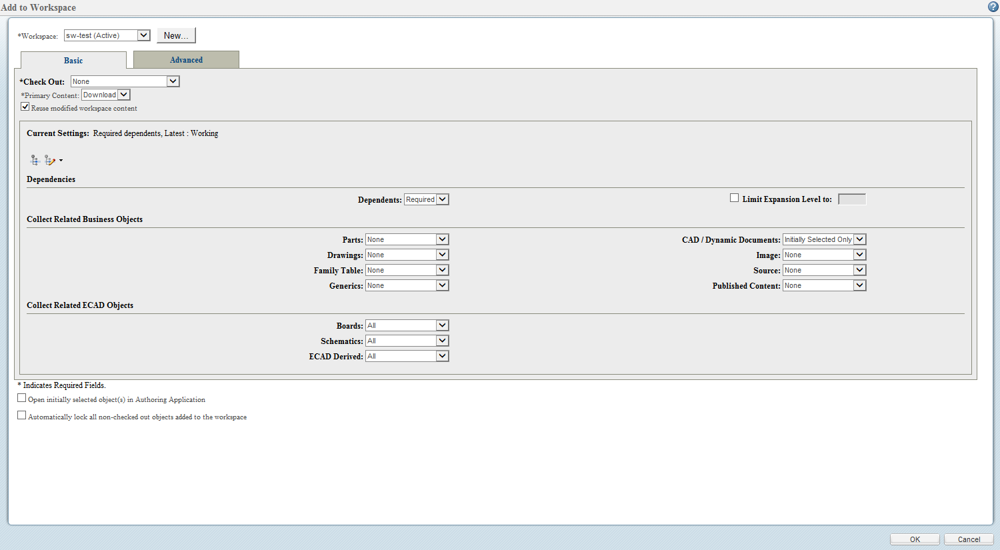 Add to Workspace
?
*Workspace: sw-test (Active) New...
Basic Advanced
*Check Out: None
*Primary Content: Download
Reuse modified workspace content
Current Settings: Required dependents, Latest : Working
Dependencies
Dependents: Required Limit Expansion Level to:
Collect Related Business Objects
Parts: None CAD / Dynamic Documents: Initially Selected Only
Drawings: None Image: None
Family Table: None Source: None
Generics: None Published Content: None
Collect Related ECAD Objects
Boards: All
Schematics: All
ECAD Derived: All
* Indicates Required Fields.
Open initially selected object(s) in Authoring Application
Automatically lock all non-checked out objects added to the workspace
OK Cancel